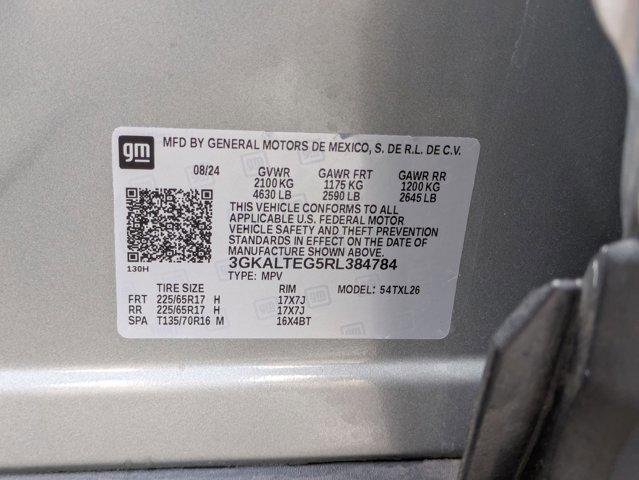 gm
MFD BY GENERAL MOTORS DE MEXICO, S. DE R.L. DE C.V.
08/24 GVWR GAWR FRT GAWR RR
2100 KG 1175 KG 1200 KG
4630 LB 2590 LB 2645 LB
THIS VEHICLE CONFORMS TO ALL
APPLICABLE U.S. FEDERAL MOTOR
VEHICLE SAFETY AND THEFT PREVENTION
STANDARDS IN EFFECT ON THE DATE OF
MANUFACTURE SHOWN ABOVE.
3GKALTEG5RL384784
130H
TYPE: MPV
TIRE SIZE RIM MODEL: 54TXL26
FRT 225/65R17 H 17X7J
RR 225/65R17 H 17X7J
SPA T135/70R16 M 16X4BT